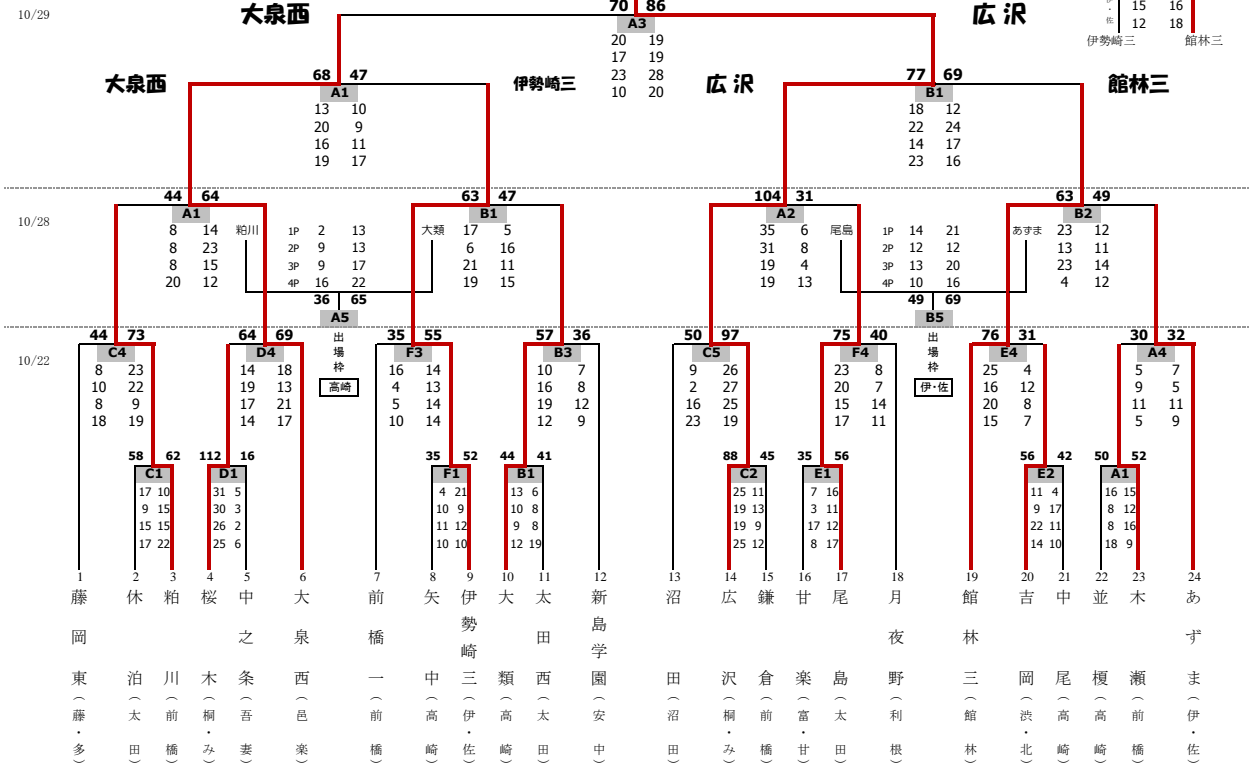 10/29 大泉西 70 86 広沢 15 16
A3 佐 12 18
20 19 伊勢崎三 館林三
17 19
大泉西 68 47 伊勢崎三 23 28 広沢 77 69 館林三
A1 10 20 B1
13 10 18 12
20 9 22 24
16 11 14 17
19 17 23 16
44 64 63 47 104 31 63 49
10/28 A1 B1 A2 B2
8 14 粕川 1P 2 13 大類 17 5 35 6 尾島 1P 14 21 あずま 23 12
8 23 2P 9 13 6 16 31 8 2P 12 12 13 11
8 15 3P 9 17 21 11 19 4 3P 13 20 23 14
20 12 4P 16 22 19 15 19 13 4P 10 16 4 12
36 65 49 69
A5 B5
44 73 64 69 出場枠 35 55 57 36 50 97 75 40 出場枠 76 31 30 32
10/22 C4 D4 高崎 F3 B3 C5 F4 伊・佐 E4 A4
8 23 14 18 16 14 10 7 9 26 23 8 25 4 5 7
10 22 19 13 4 13 16 8 2 27 20 7 16 12 9 5
8 9 17 21 5 14 19 12 16 25 15 14 20 8 11 11
18 19 14 17 10 14 12 9 23 19 17 11 15 7 5 9
58 62 112 16 35 52 44 41 88 45 35 56 56 42 50 52
C1 D1 F1 B1 C2 E1 E2 A1
17 10 31 5 4 21 13 6 25 11 7 16 11 4 16 15
9 15 30 3 10 9 10 8 19 13 3 11 9 17 8 12
15 15 26 2 11 12 9 8 19 9 17 12 22 11 8 16
17 22 25 6 10 10 12 19 25 12 8 17 14 10 18 9
1 2 3 4 5 6 7 8 9 10 11 12 13 14 15 16 17 18 19 20 21 22 23 24
藤岡東(藤・多)
休泊(太田)
粕川(前橋)
桜木(桐・み)
中之条(吾妻)
大泉西(邑楽)
前橋一(前橋)
矢中(高崎)
伊勢崎三(伊・佐)
大類(高崎)
太田西(太田)
新島学園(安中)
沼田(沼田)
広沢(桐・み)
鎌倉(前橋)
甘楽(富・甘)
尾島(太田)
月夜野(利根)
館林三(館林)
吉岡(渋・北)
中尾(高崎)
並榎(高崎)
木瀬(前橋)
あずま(伊・佐)